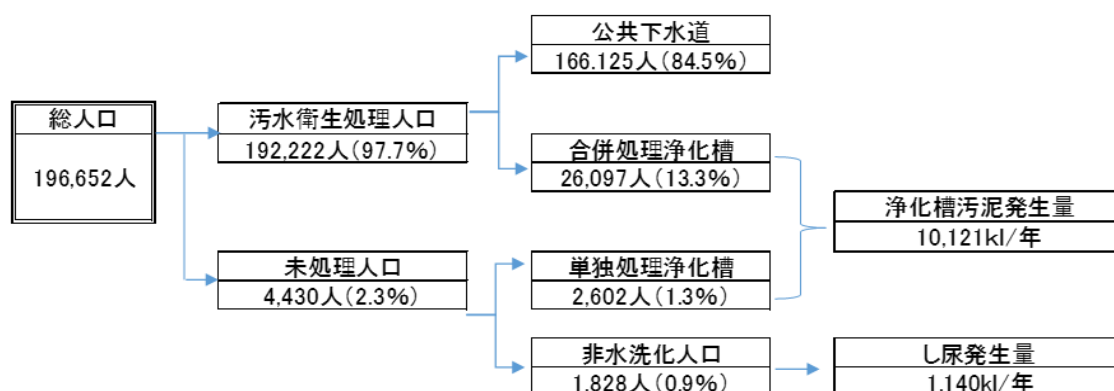 公共下水道
166.125人(84.5%)
総人口
196,652人
汚水衛生処理人口
192,222人(97.7%)
合併処理浄化槽
26,097人(13.3%)
浄化槽汚泥発生量
10,121kl/年
未処理人口
4,430人(2.3%)
単独処理浄化槽
2,602人(1.3%)
非水洗化人口
1,828人(0.9%)
し尿発生量
1,140kl/年